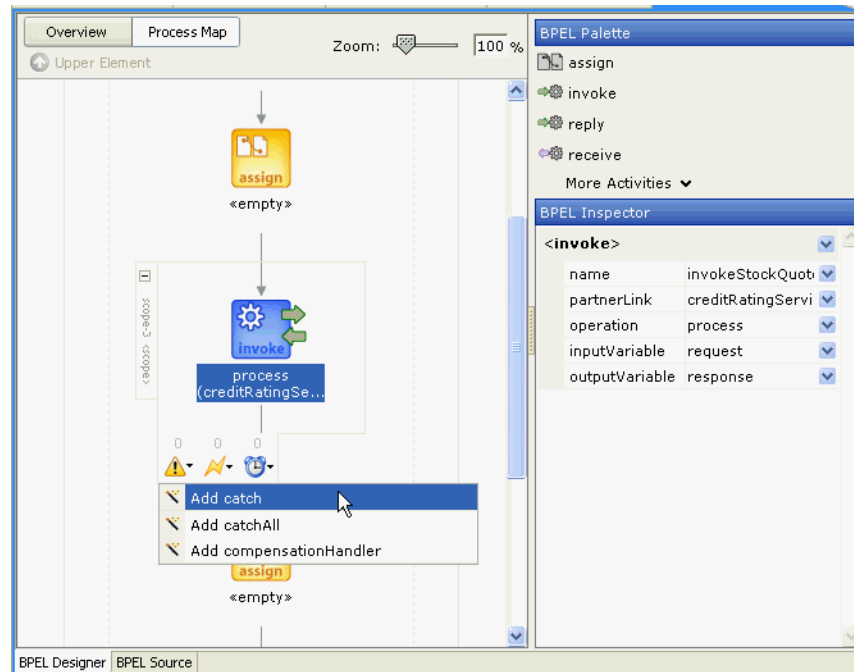 Overview
Process Map
Zoom: 100 %
Upper Element
assign
«empty»
scope-3 <scope>
invoke
process
(creditRatingSe...
0 0 0
Add catch
Add catchAll
Add compensationHandler
assign
«empty»
BPEL Designer
BPEL Source
BPEL Palette
assign
invoke
reply
receive
More Activities
BPEL Inspector
<invoke>
name invokeStockQuot
partnerLink creditRatingServi
operation process
inputVariable request
outputVariable response